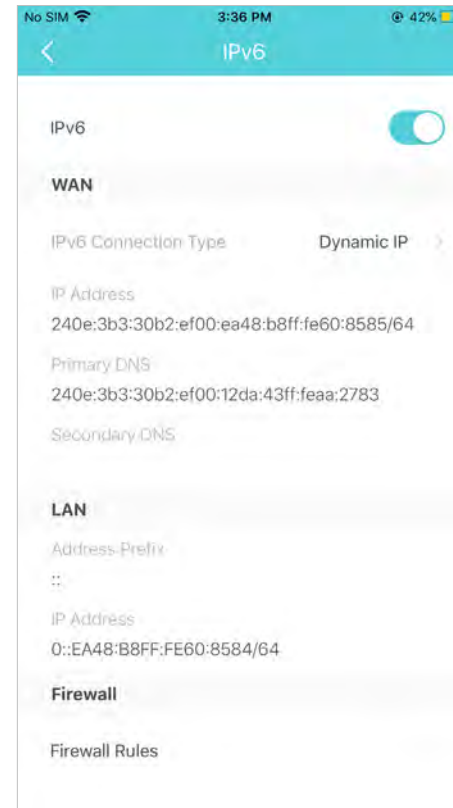 No SIM 3:36 PM 42%
IPv6
IPv6
WAN
IPv6 Connection Type Dynamic IP
IP Address
240e:3b3:30b2:ef00:ea48:b8ff:fe60:8585/64
Primary DNS
240e:3b3:30b2:ef00:12da:43ff:feaa:2783
Secondary DNS
LAN
Address Prefix
::
IP Address
0::EA48:B8FF:FE60:8584/64
Firewall
Firewall Rules